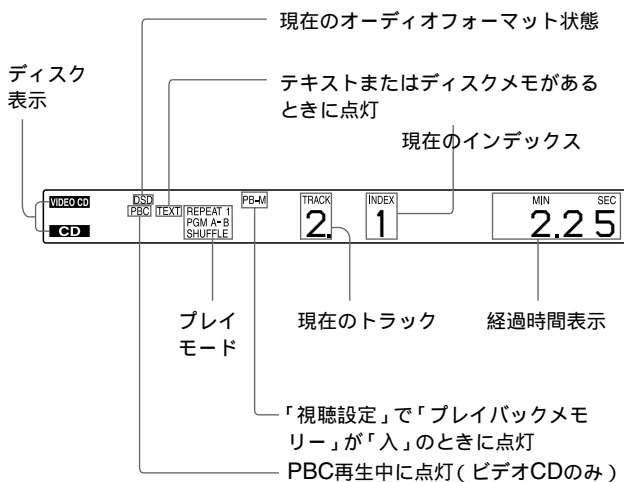 現在のオーディオフォーマット状態
ディスク
表示
テキストまたはディスクメモがある
ときに点灯
現在のインデックス
VIDEO CD
CD
DSD
PBC TEXT
REPEAT 1
PGM A-B
SHUFFLE
PB-M
TRACK
2.
INDEX
1
MIN SEC
2.25
プレイ
モード
現在のトラック
経過時間表示
「視聴設定」で「プレイバックメモ
リー」が「入」のときに点灯
PBC再生中に点灯(ビデオCDのみ)